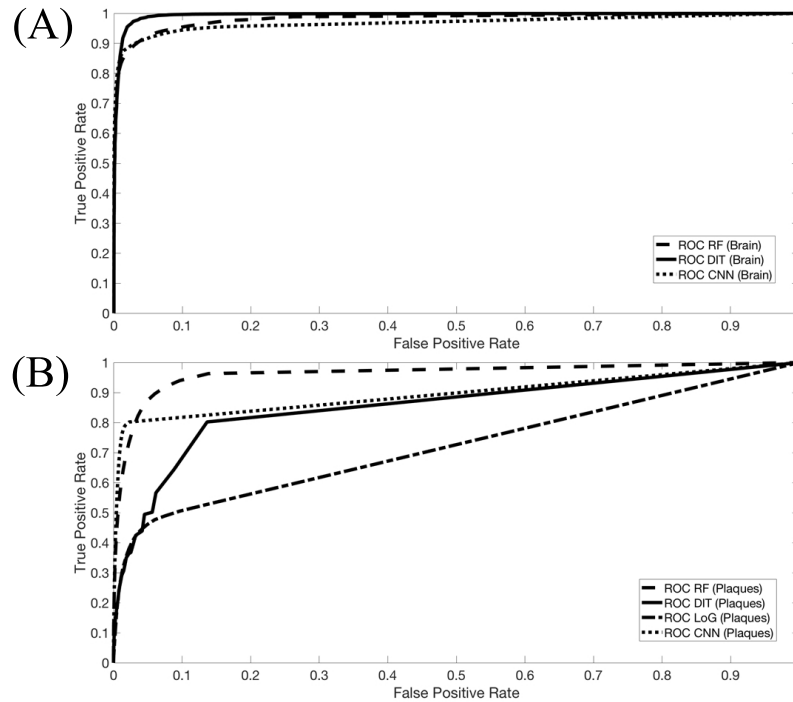 (A)
1
0.9
0.8
0.7
0.6
0.5
0.4
0.3
0.2
0.1
0
True Positive Rate
ROC RF (Brain)
ROC DIT (Brain)
ROC CNN (Brain)
0 0.1 0.2 0.3 0.4 0.5 0.6 0.7 0.8 0.9
False Positive Rate
(B)
1
0.9
0.8
0.7
0.6
0.5
0.4
0.3
0.2
0.1
0
True Positive Rate
ROC RF (Plaques)
ROC DIT (Plaques)
ROC LoG (Plaques)
ROC CNN (Plaques)
0 0.1 0.2 0.3 0.4 0.5 0.6 0.7 0.8 0.9
False Positive Rate